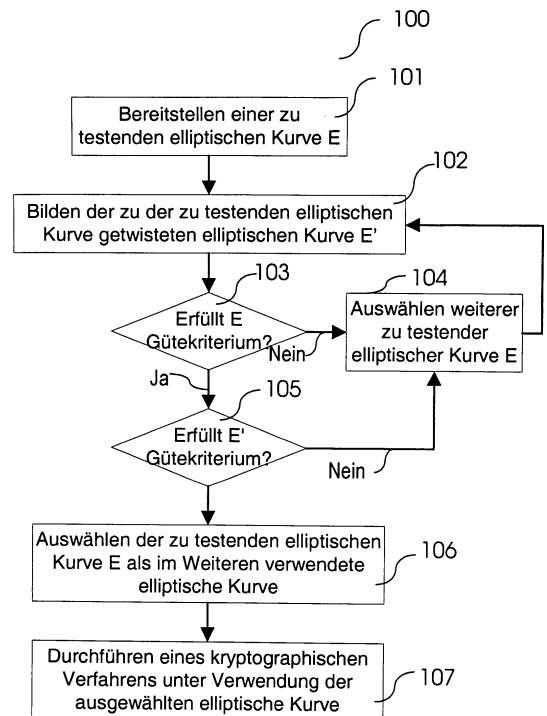 100
101
Bereitstellen einer zu
testenden elliptischen Kurve E
102
Bilden der zu der zu testenden elliptischen
Kurve getwisteten elliptischen Kurve E'
103
Erfüllt E
Gütekriterium?
Nein
104
Auswählen weiterer
zu testender
elliptischer Kurve E
Ja
105
Erfüllt E'
Gütekriterium?
Nein
Auswählen der zu testenden elliptischen
Kurve E als im Weiteren verwendete
elliptische Kurve
106
Durchführen eines kryptographischen
Verfahrens unter Verwendung der
ausgewählten elliptische Kurve
107